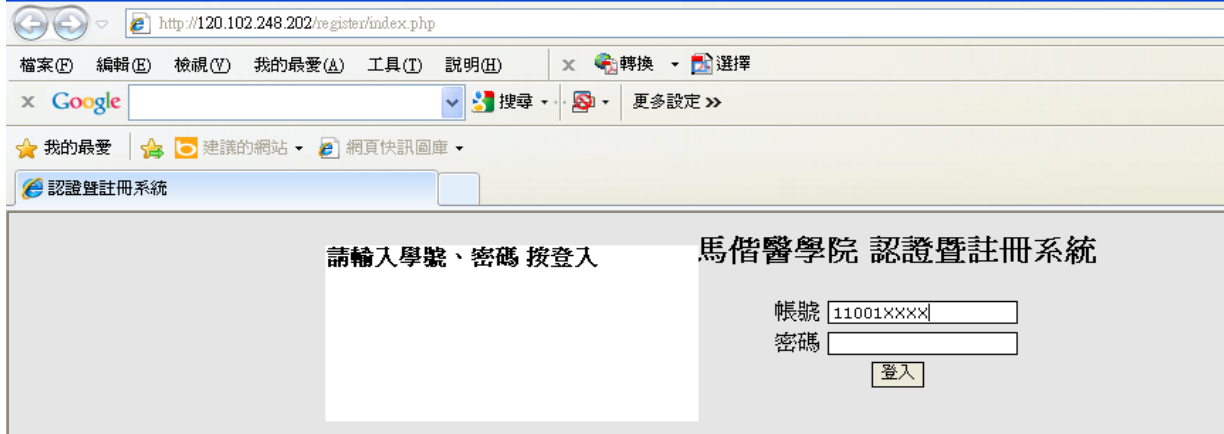 http://120.102.248.202/register/index.php
檔案(F) 編輯(E) 檢視(V) 我的最愛(A) 工具(T) 說明(H) x 轉換 選擇
x Google 搜尋 更多設定 >>
我的最愛 建議的網站 網頁快訊圖庫
認證暨註冊系統
請輸入學號、密碼 按登入
馬偕醫學院 認證暨註冊系統
帳號 11001XXXX
密碼
登入